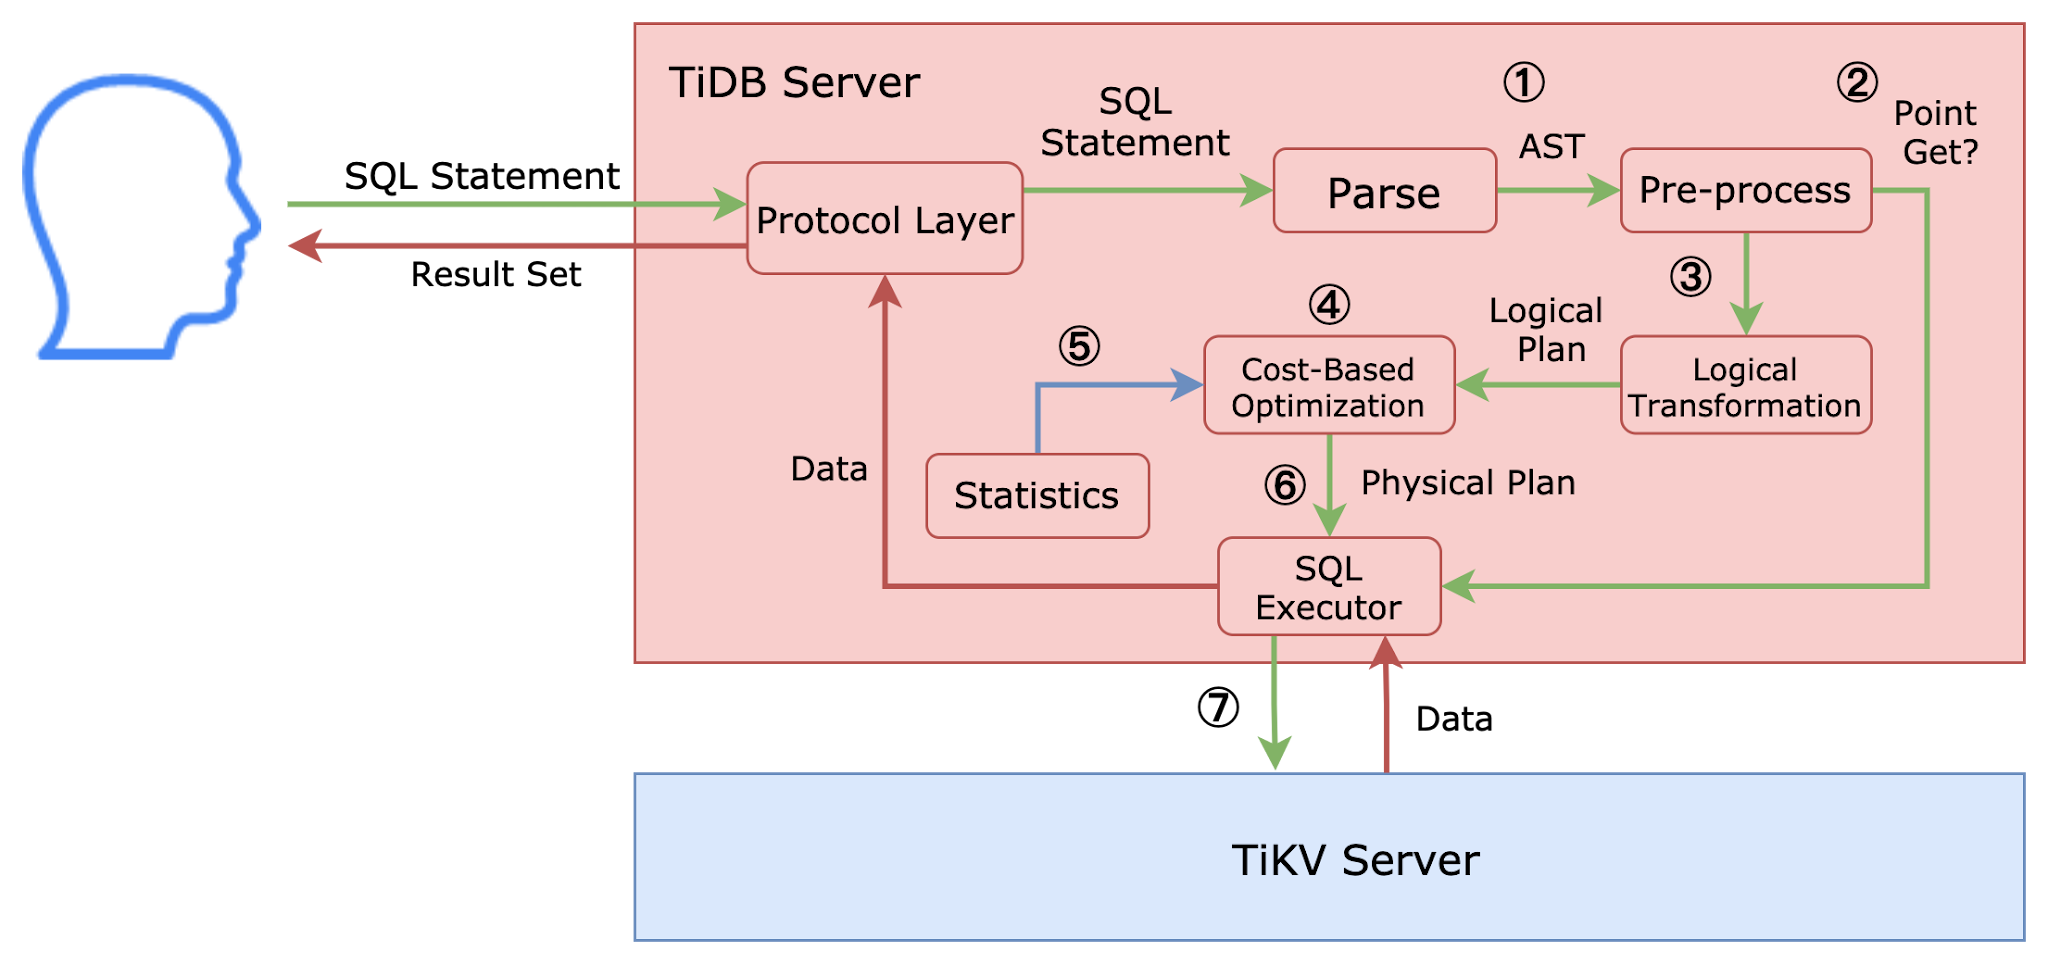 TiDB Server
SQL
Statement
①
②
Point
Get?
AST
SQL Statement
Protocol Layer
Parse
Pre-process
Result Set
③
④
Logical
Plan
⑤
Cost-Based
Optimization
Logical
Transformation
Data
Statistics
⑥
Physical Plan
SQL
Executor
⑦
Data
TiKV Server